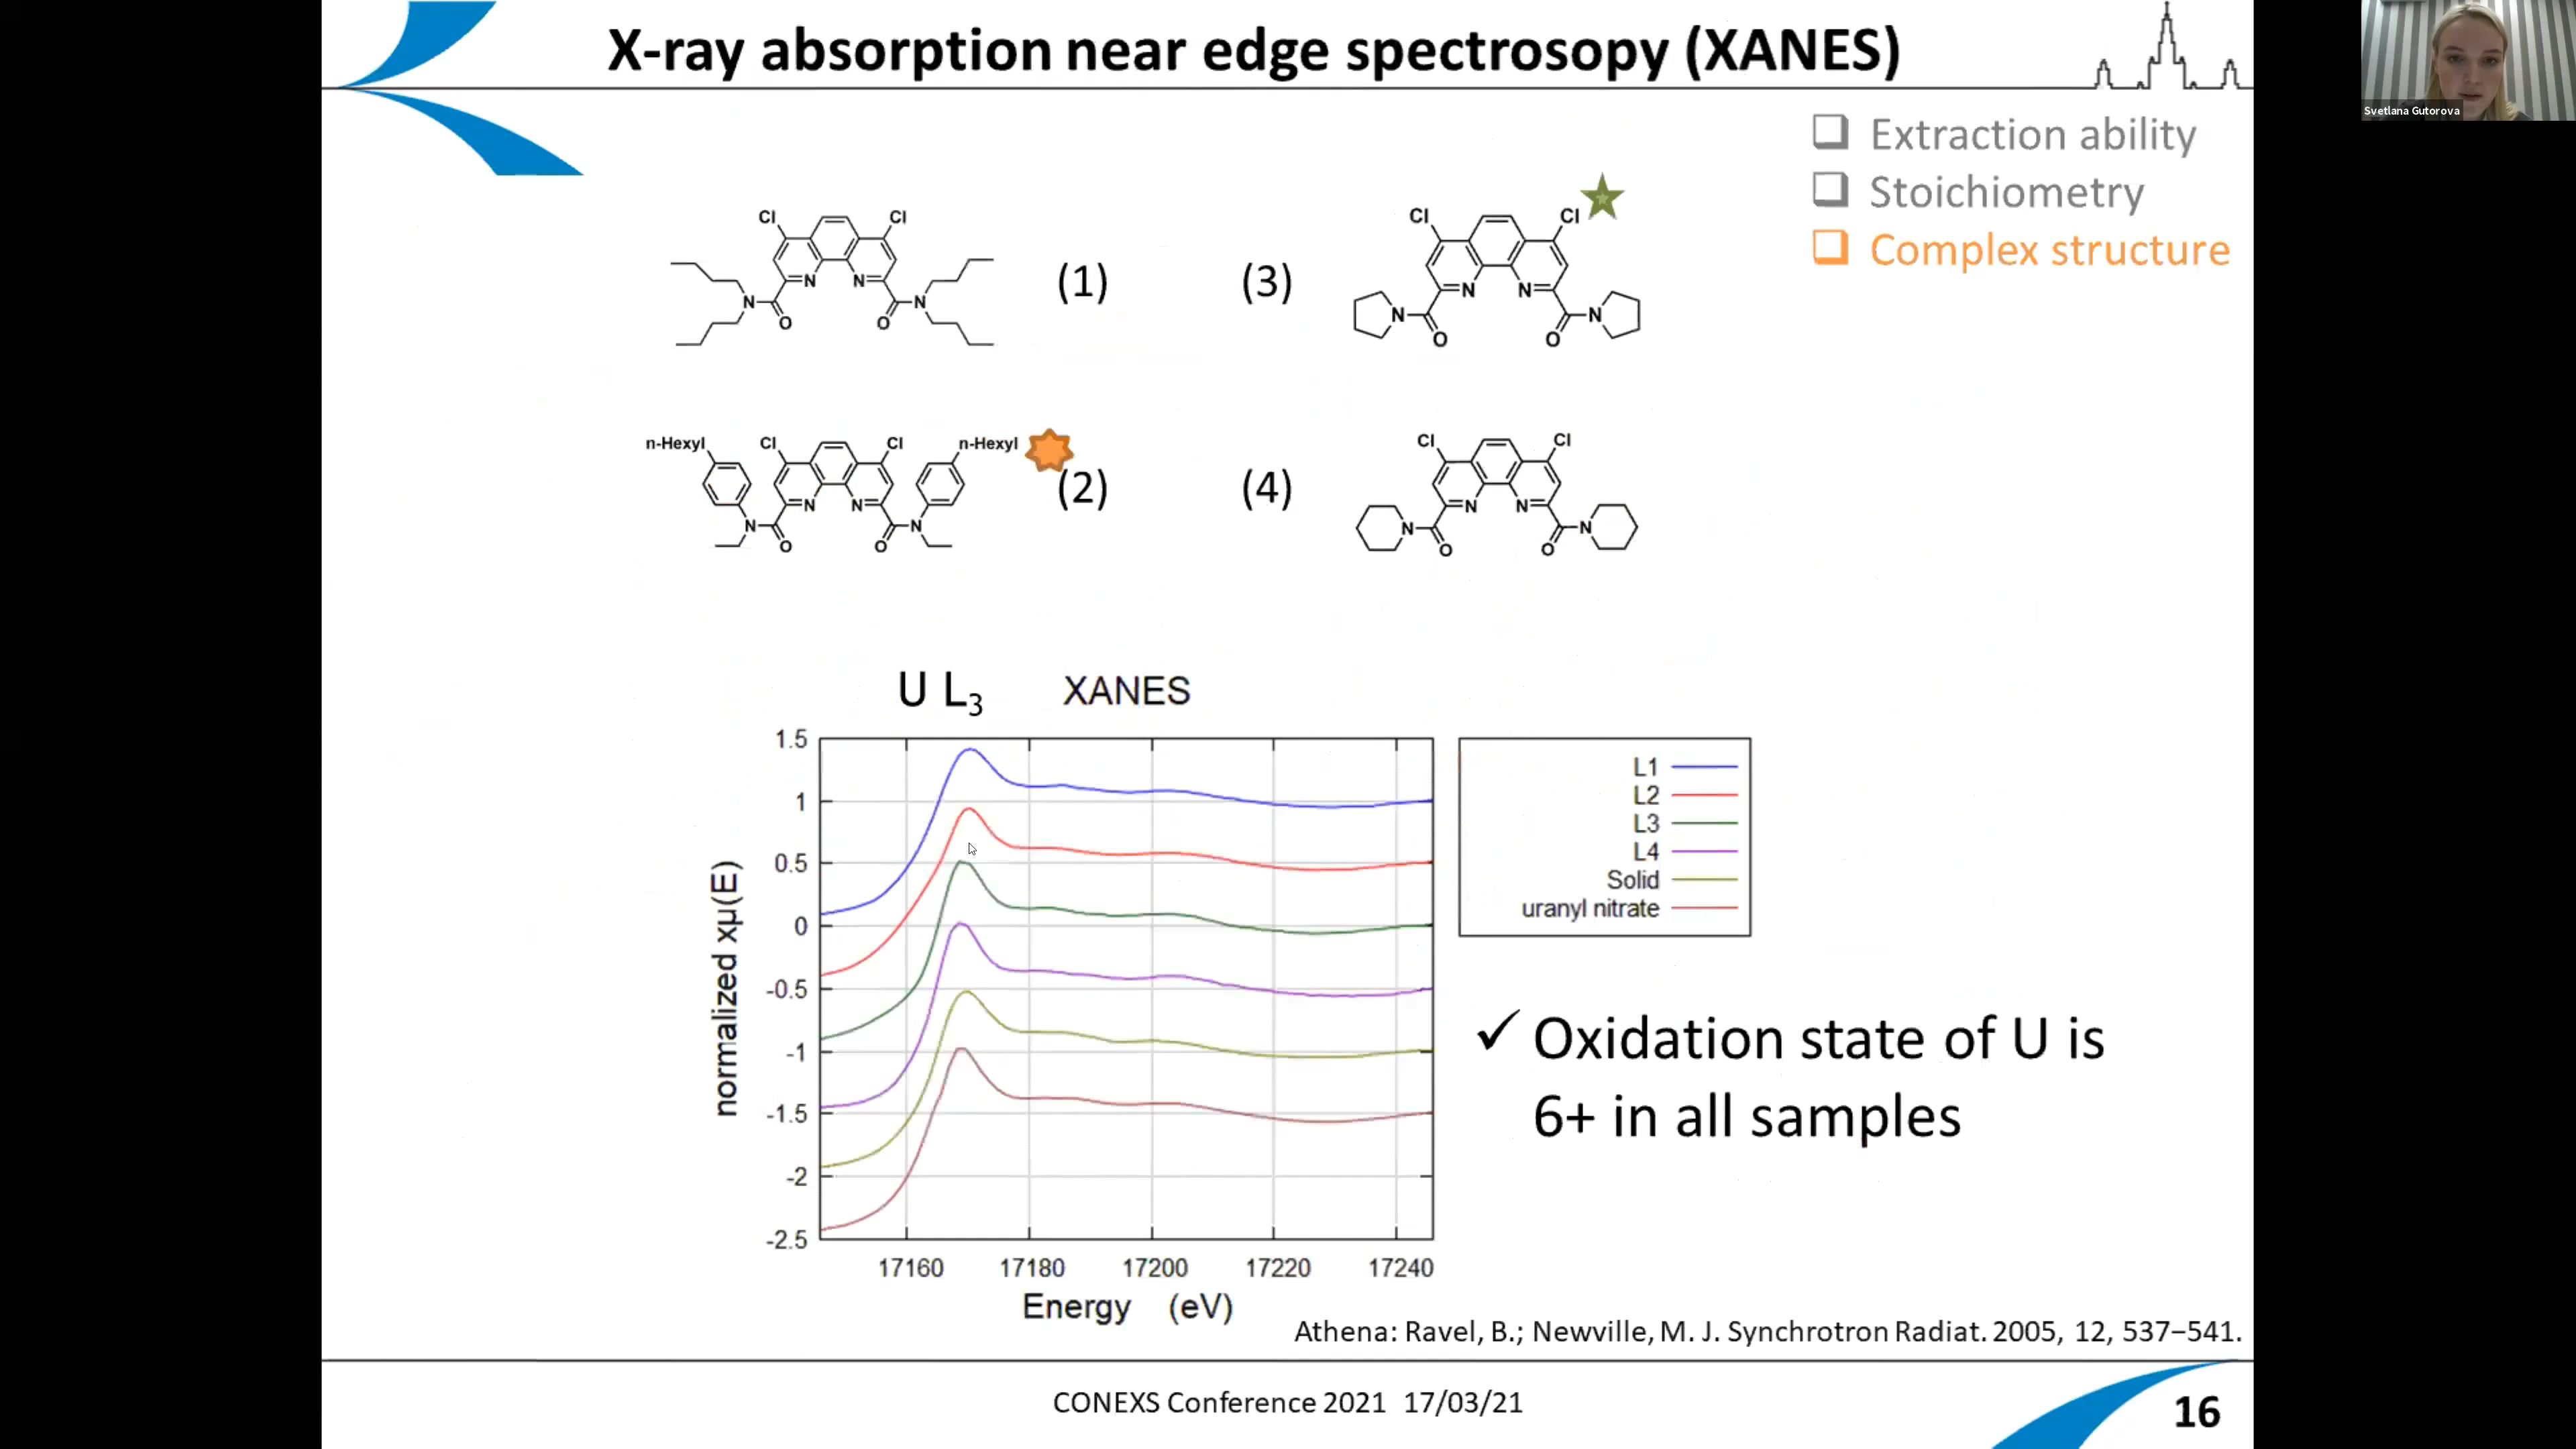 X-ray absorption near edge spectrosopy (XANES)
Svetlana Gutorova
Extraction ability
Stoichiometry
Complex structure
Cl Cl
N N
N N
O O
(1)
(3)
Cl Cl
N N
N N
O O
n-Hexyl Cl Cl n-Hexyl
N N
N N
O O
(2)
(4)
Cl Cl
N N
N N
O O
U L3 XANES
1.5
1
0.5
0
-0.5
-1
-1.5
-2
-2.5
normalized xμ(E)
17160 17180 17200 17220 17240
Energy (eV)
L1
L2
L3
L4
Solid
uranyl nitrate
✓ Oxidation state of U is
6+ in all samples
Athena: Ravel, B.; Newville, M. J. Synchrotron Radiat. 2005, 12, 537–541.
CONEXS Conference 2021 17/03/21
16